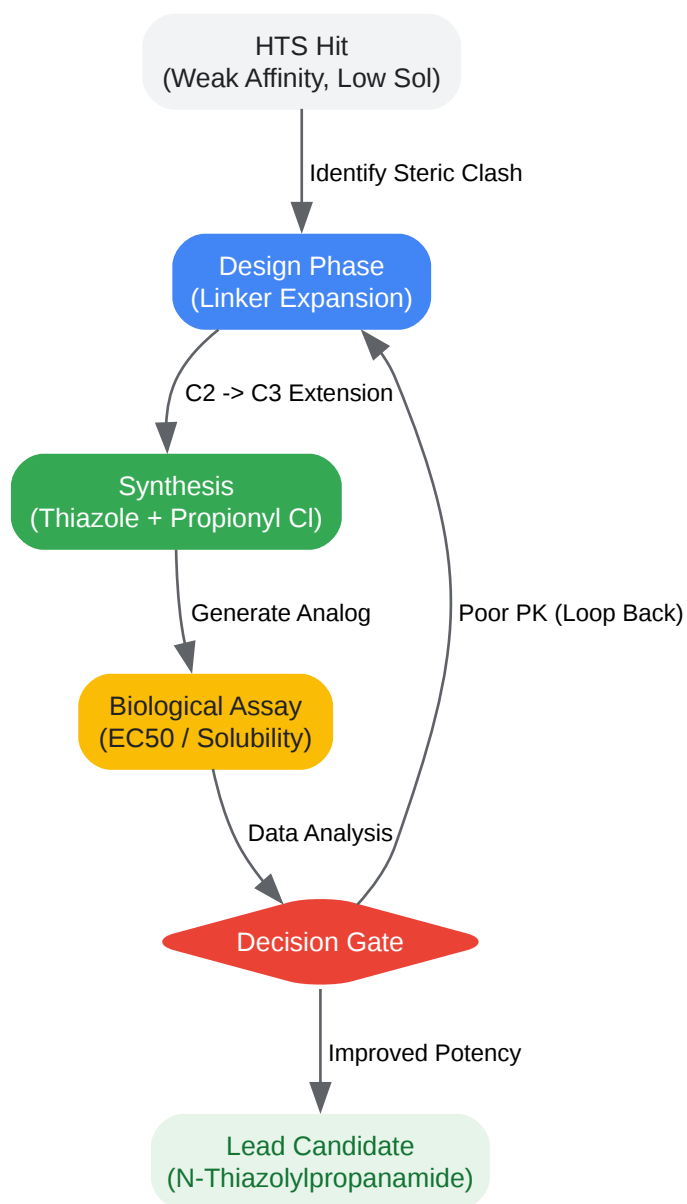 HTS Hit
(Weak Affinity, Low Sol)
Identify Steric Clash
Design Phase
(Linker Expansion)
C2 -> C3 Extension
Synthesis
(Thiazole + Propionyl Cl)
Generate Analog
Poor PK (Loop Back)
Biological Assay
(EC50 / Solubility)
Data Analysis
Decision Gate
Improved Potency
Lead Candidate
(N-Thiazolylpropanamide)